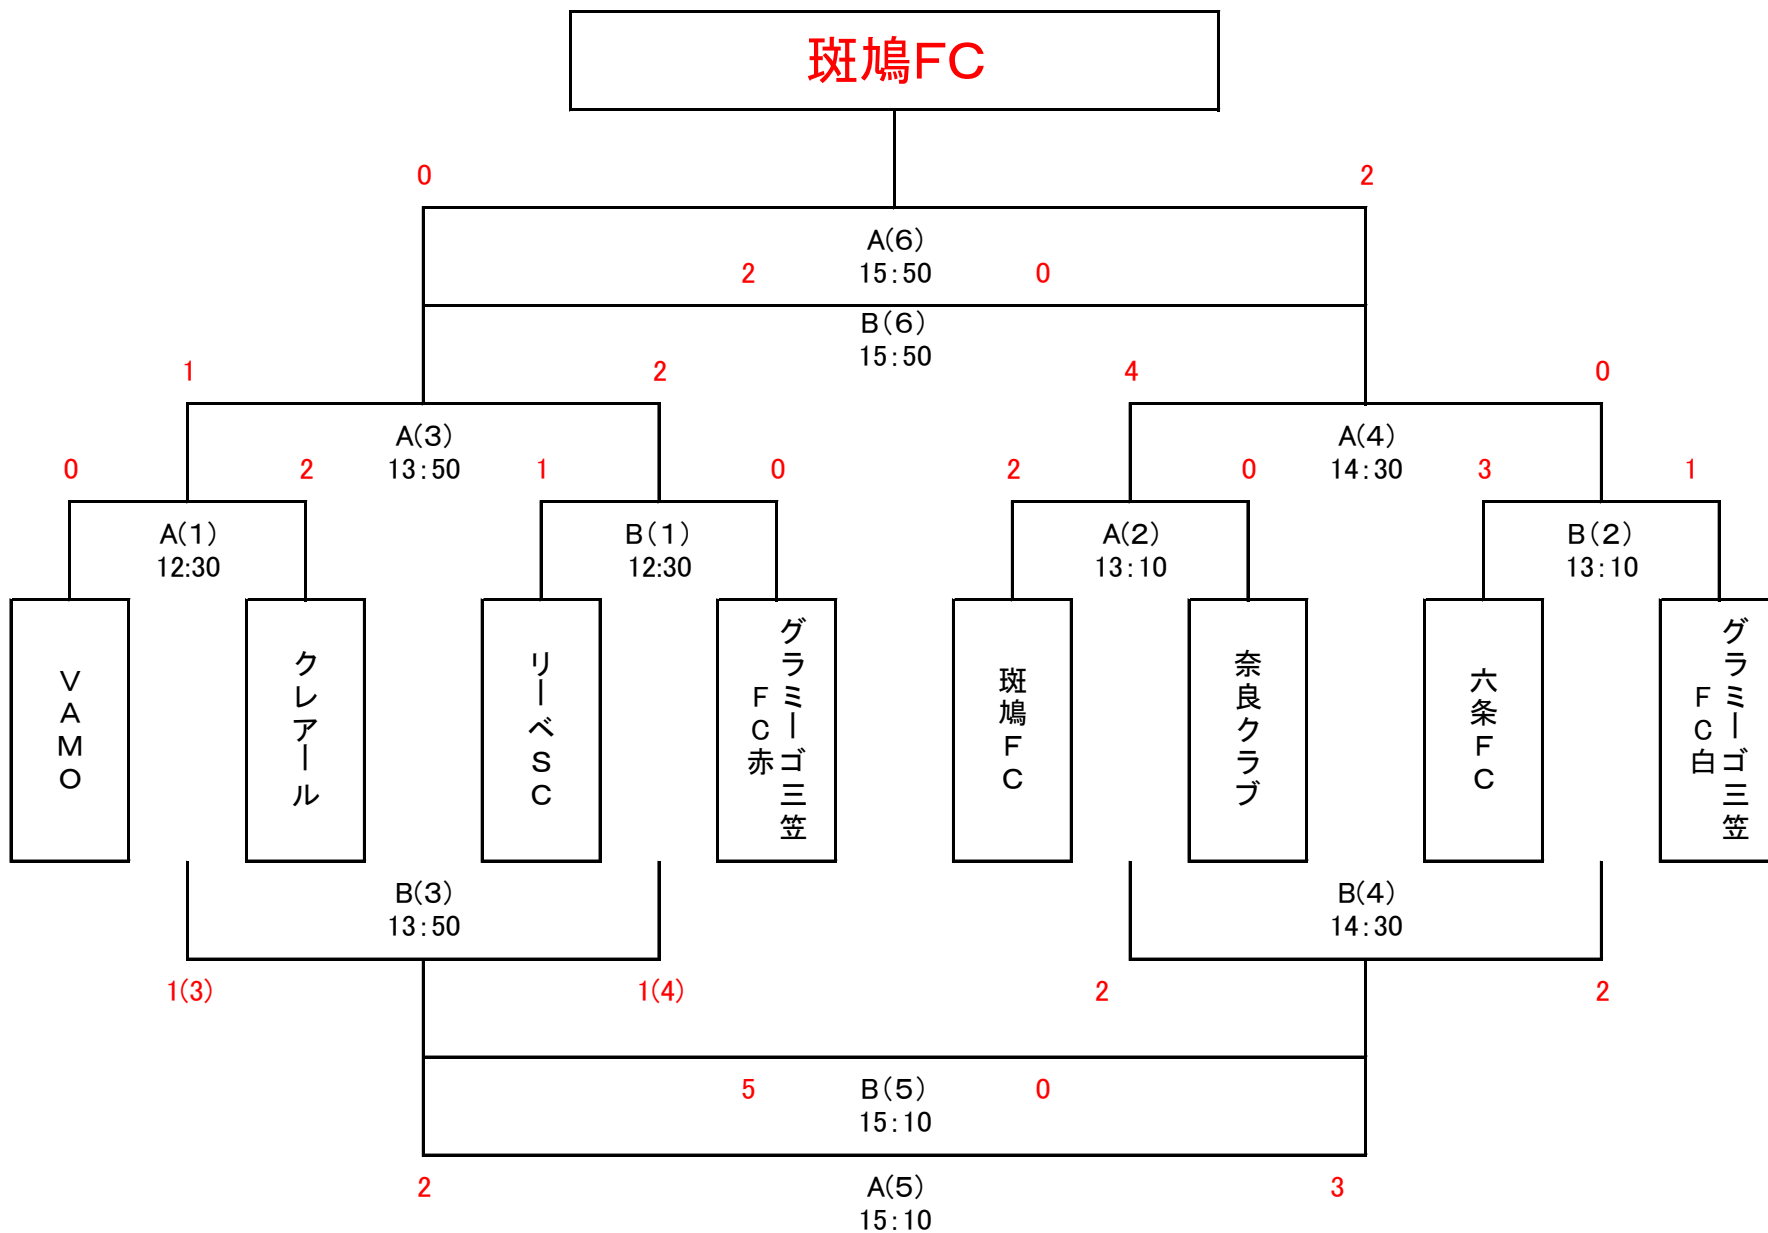 斑鳩FC
0 2
A(6)
2 15:50 0
B(6)
15:50
1 2 4 0
A(3) A(4)
0 2 13:50 1 0 2 0 14:30 3 1
A(1) B(1) A(2) B(2)
12:30 12:30 13:10 13:10
VAMO
クレアール
リーベSC
グラミーゴ三笠
FC赤
斑鳩FC
奈良クラブ
六条FC
グラミーゴ三笠
FC白
B(3) B(4)
13:50 14:30
1(3) 1(4) 2 2
5 B(5) 0
15:10
2 A(5) 3
15:10